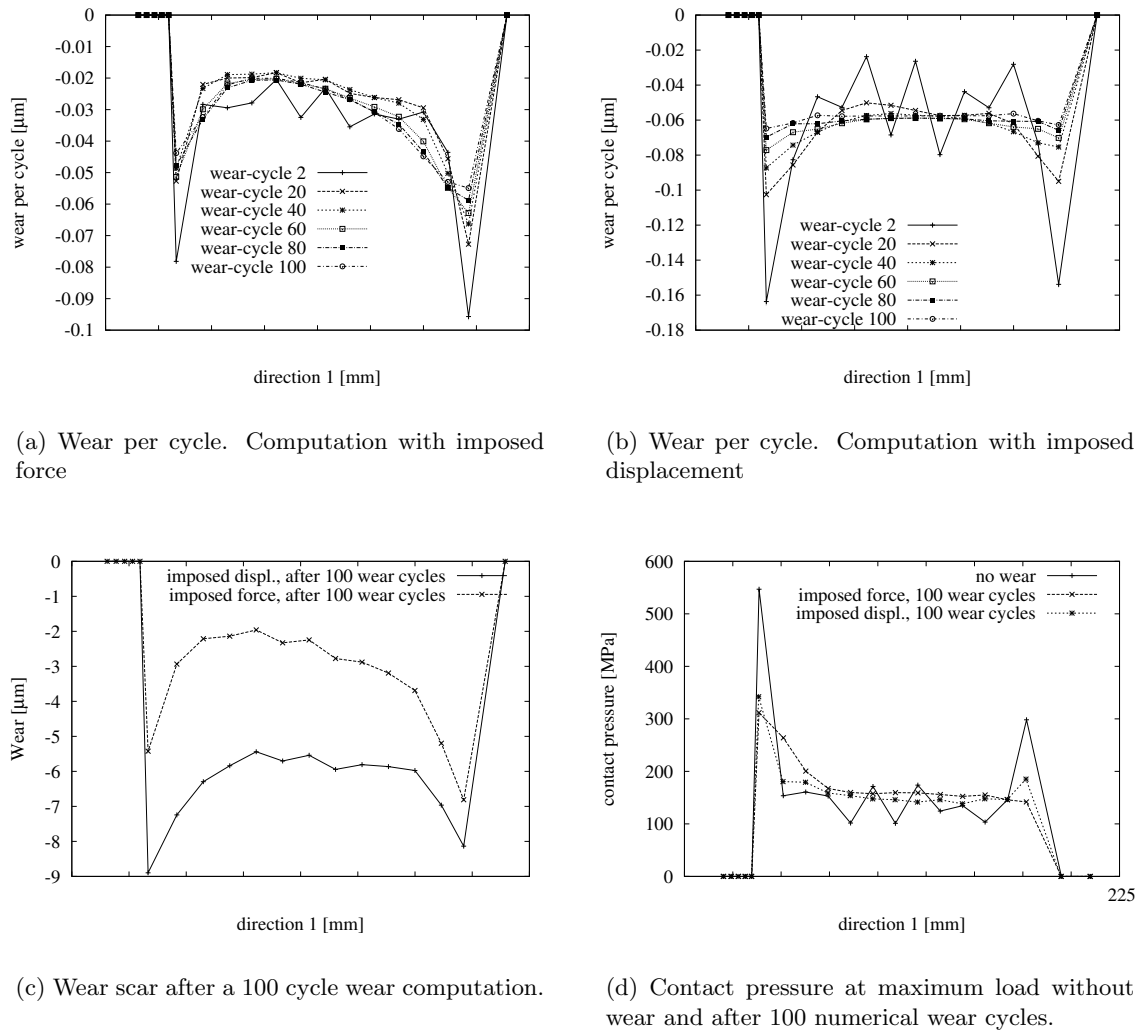 0
-0.01
-0.02
-0.03
-0.04
-0.05
-0.06
-0.07
-0.08
-0.09
-0.1
wear per cycle [µm]
direction 1 [mm]
wear-cycle 2
wear-cycle 20
wear-cycle 40
wear-cycle 60
wear-cycle 80
wear-cycle 100
(a) Wear per cycle. Computation with imposed
force
0
-0.02
-0.04
-0.06
-0.08
-0.1
-0.12
-0.14
-0.16
-0.18
wear per cycle [µm]
direction 1 [mm]
wear-cycle 2
wear-cycle 20
wear-cycle 40
wear-cycle 60
wear-cycle 80
wear-cycle 100
(b) Wear per cycle. Computation with imposed
displacement
0
-1
-2
-3
-4
-5
-6
-7
-8
-9
Wear [µm]
direction 1 [mm]
imposed displ., after 100 wear cycles
imposed force, after 100 wear cycles
(c) Wear scar after a 100 cycle wear computation.
600
500
400
300
200
100
0
225
contact pressure [MPa]
direction 1 [mm]
no wear
imposed force, 100 wear cycles
imposed displ., 100 wear cycles
(d) Contact pressure at maximum load without
wear and after 100 numerical wear cycles.